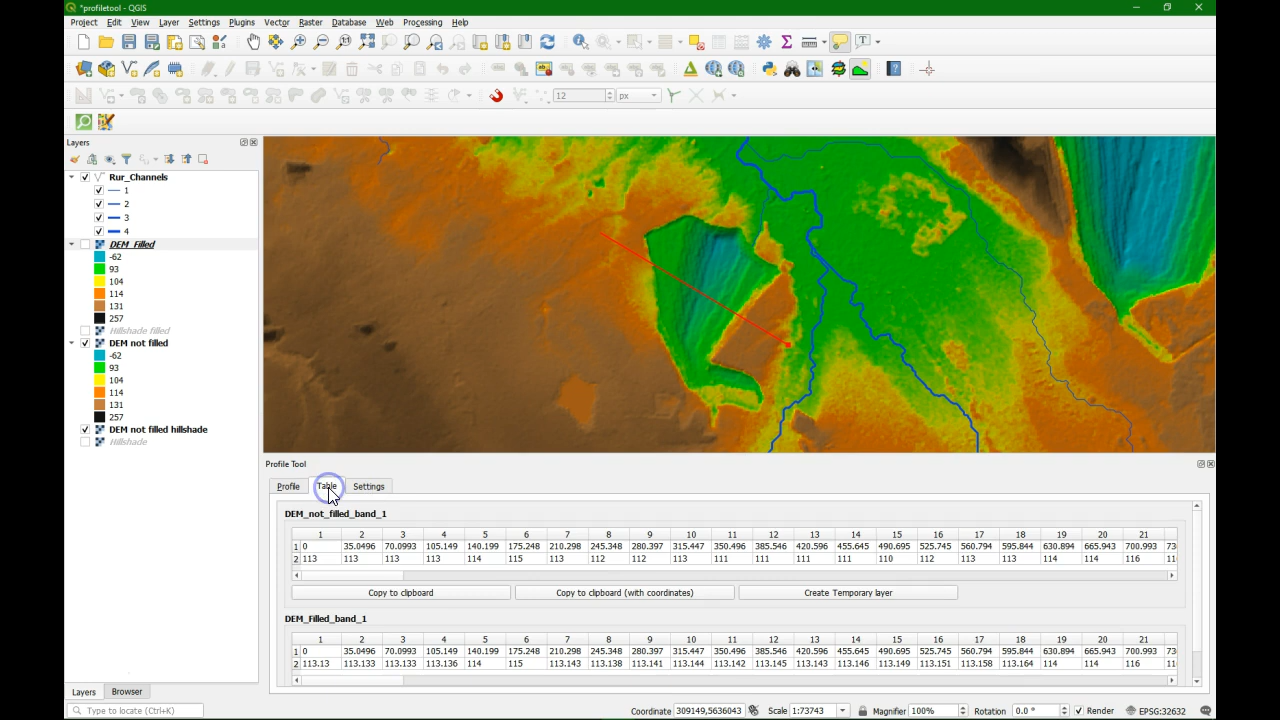 *profiletool - QGIS
Project Edit View Layer Settings Plugins Vector Raster Database Web Processing Help
12 px
Layers
Rur_Channels
1
2
3
4
DEM Filled
-62
93
104
114
131
257
Hillshade filled
DEM not filled
-62
93
104
114
131
257
DEM not filled hillshade
Hillshade
Profile Tool
Profile Table Settings
DEM_not_filled_band_1
1 2 3 4 5 6 7 8 9 10 11 12 13 14 15 16 17 18 19 20 21
1 0 35.0496 70.0993 105.149 140.199 175.248 210.298 245.348 280.397 315.447 350.496 385.546 420.596 455.645 490.695 525.745 560.794 595.844 630.894 665.943 700.993 73
2 113 113 113 113 114 115 113 112 112 113 111 111 111 111 110 112 113 113 114 114 116 11
Copy to clipboard Copy to clipboard (with coordinates) Create Temporary layer
DEM_Filled_band_1
1 2 3 4 5 6 7 8 9 10 11 12 13 14 15 16 17 18 19 20 21
1 0 35.0496 70.0993 105.149 140.199 175.248 210.298 245.348 280.397 315.447 350.496 385.546 420.596 455.645 490.695 525.745 560.794 595.844 630.894 665.943 700.993 73
2 113.13 113.133 113.133 113.136 114 115 113.143 113.138 113.141 113.144 113.142 113.145 113.143 113.146 113.149 113.151 113.158 113.164 114 114 116 11
Layers Browser
Type to locate (Ctrl+K) Coordinate 309149,5636043 Scale 1:73743 Magnifier 100% Rotation 0.0 ° Render EPSG:32632